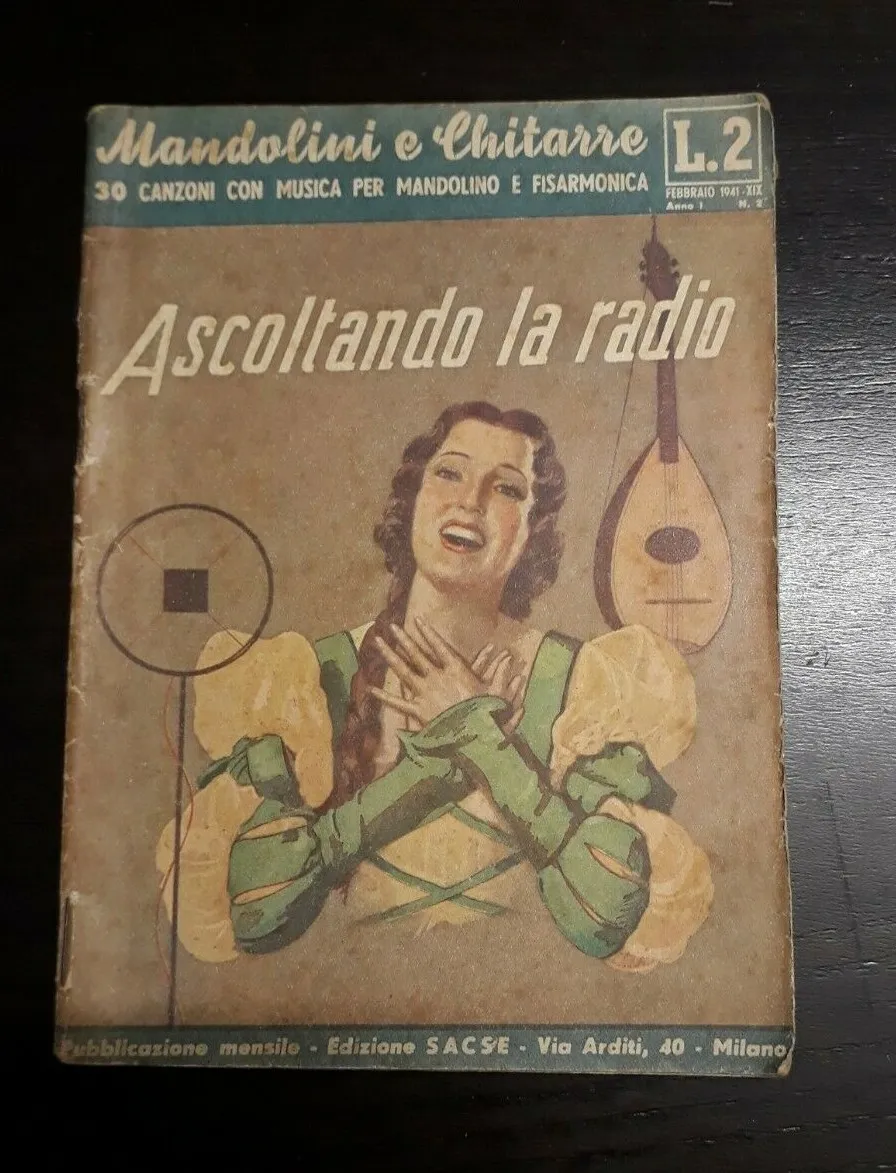 Mandolini e Chitarre
L.2
30 CANZONI CON MUSICA PER MANDOLINO E FISARMONICA
FEBBRAIO 1941-XIX
Anno I N. 2
Ascoltando la radio
Pubblicazione mensile - Edizione SACSE - Via Arditi, 40 - Milano